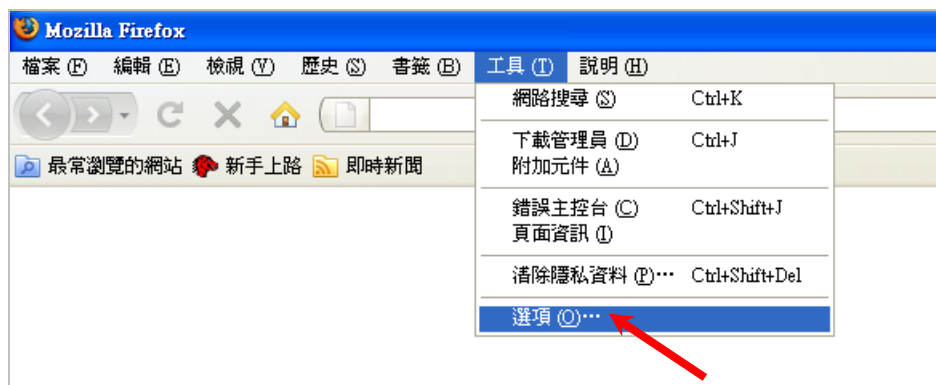 Mozilla Firefox
檔案 (F) 編輯 (E) 檢視 (V) 歷史 (S) 書籤 (B) 工具 (T) 說明 (H)
網路搜尋 (S) Ctrl+K
下載管理員 (D) Ctrl+J
附加元件 (A)
最常瀏覽的網站 新手上路 即時新聞
錯誤主控台 (C) Ctrl+Shift+J
頁面資訊 (I)
清除隱私資料 (P)… Ctrl+Shift+Del
選項 (O)…